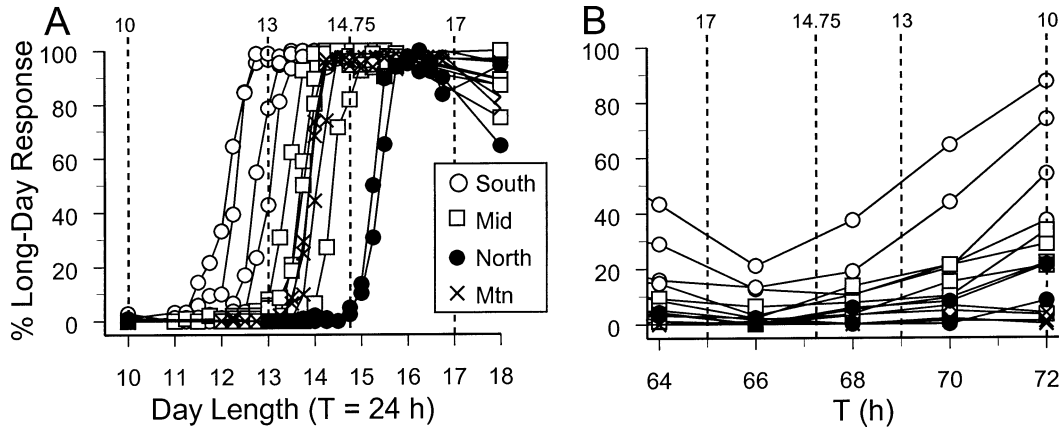 A
10 13 14.75 17
% Long-Day Response
100
80
60
40
20
0
South
Mid
North
Mtn
10 11 12 13 14 15 16 17 18
Day Length (T = 24 h)
B
17 14.75 13 10
100
80
60
40
20
0
64 66 68 70 72
T (h)